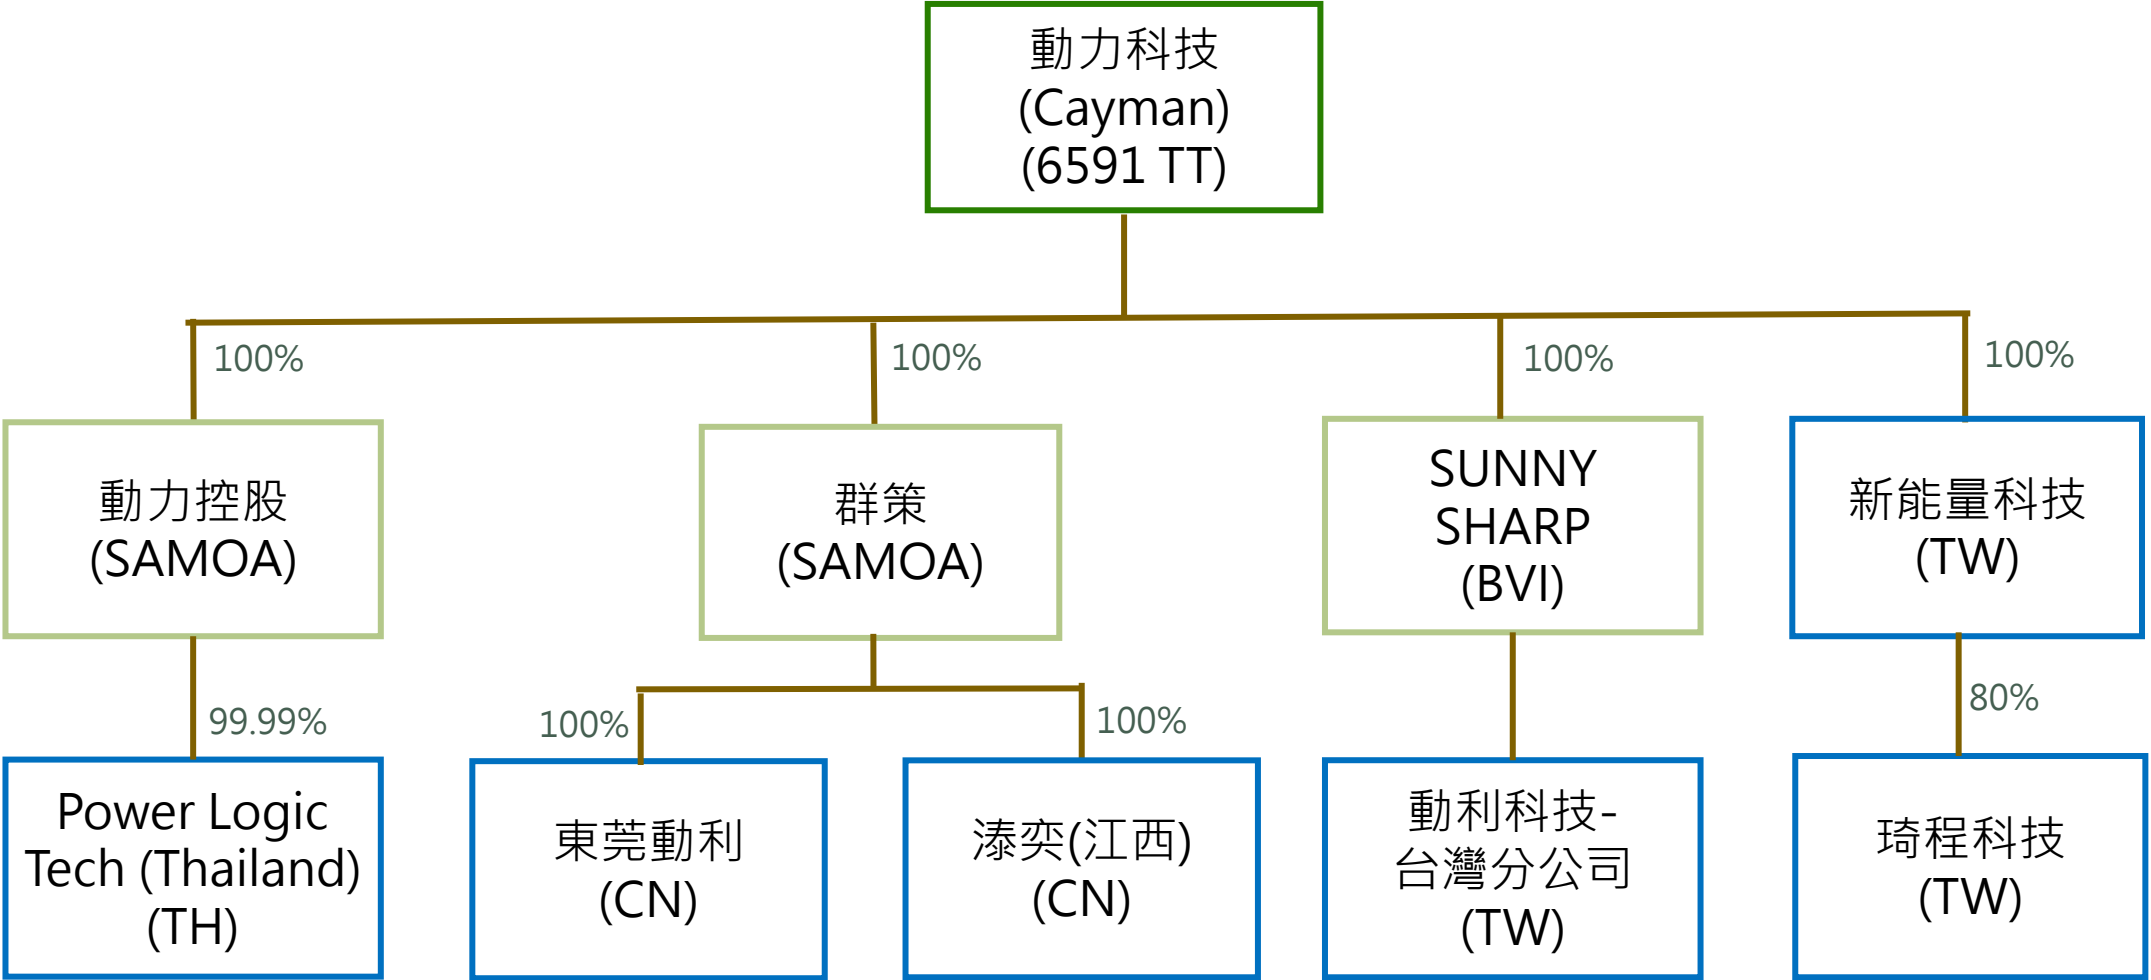 動力科技
(Cayman)
(6591 TT)
100%
100%
100%
100%
動力控股
(SAMOA)
群策
(SAMOA)
SUNNY
SHARP
(BVI)
新能量科技
(TW)
99.99%
100%
100%
80%
Power Logic
Tech (Thailand)
(TH)
東莞動利
(CN)
溙奕(江西)
(CN)
動利科技-
台灣分公司
(TW)
琦程科技
(TW)